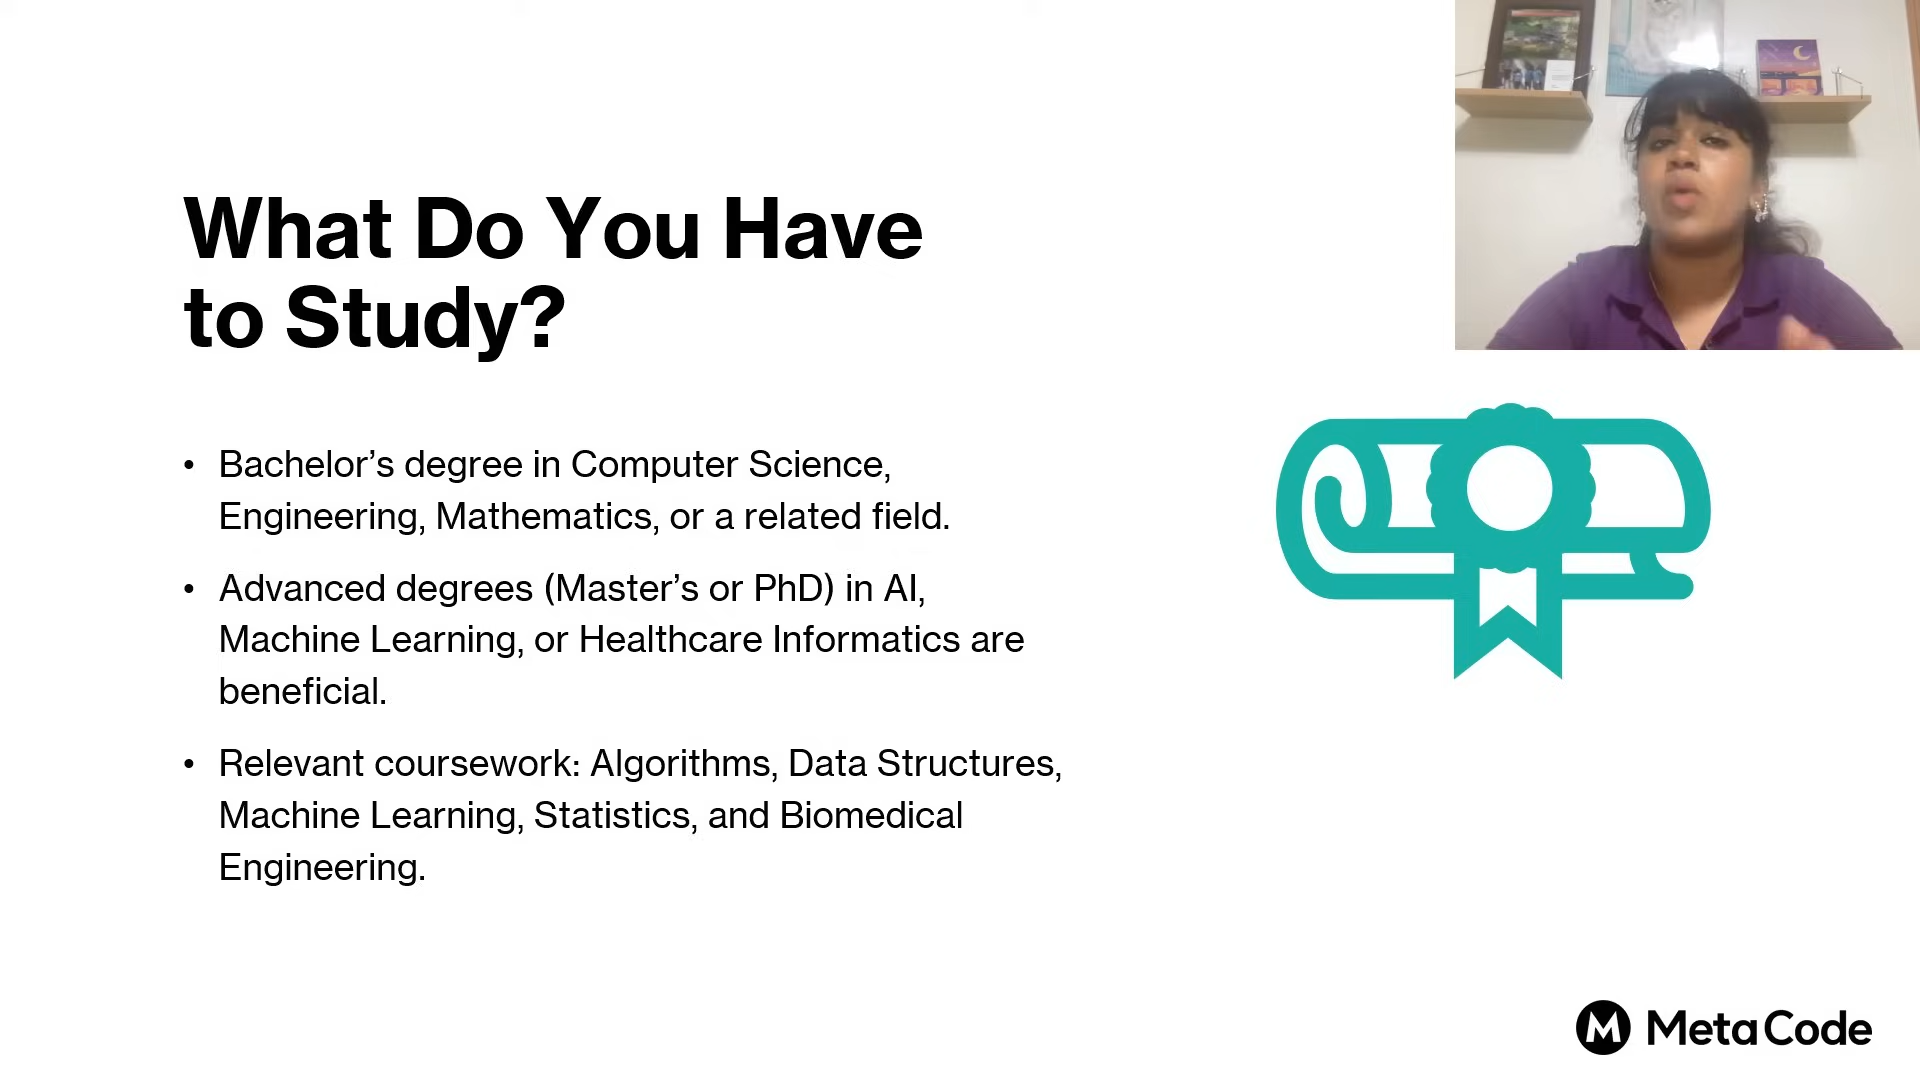 What Do You Have
to Study?
• Bachelor’s degree in Computer Science,
Engineering, Mathematics, or a related field.
• Advanced degrees (Master’s or PhD) in AI,
Machine Learning, or Healthcare Informatics are
beneficial.
• Relevant coursework: Algorithms, Data Structures,
Machine Learning, Statistics, and Biomedical
Engineering.
M MetaCode